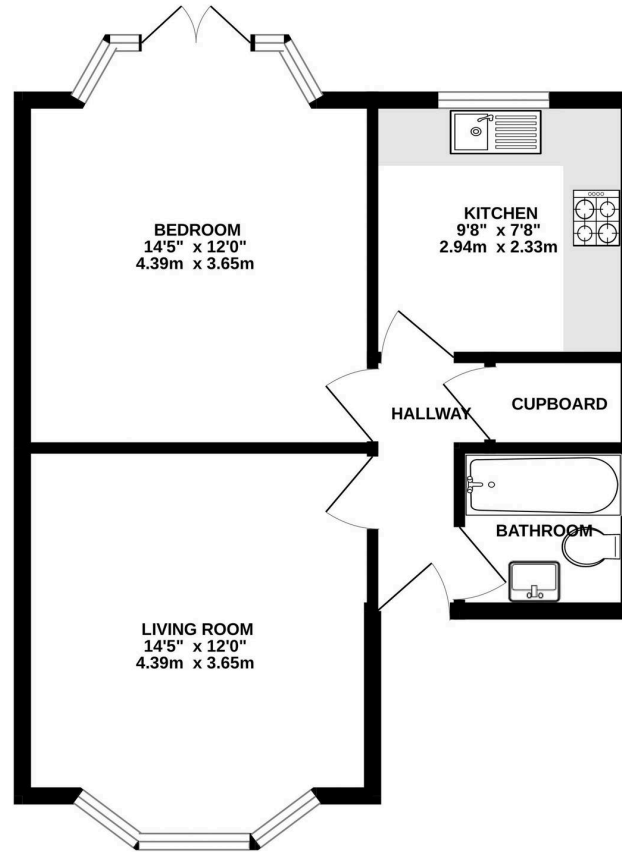 BEDROOM
14'5" x 12'0"
4.39m x 3.65m
KITCHEN
9'8" x 7'8"
2.94m x 2.33m
HALLWAY
CUPBOARD
BATHROOM
LIVING ROOM
14'5" x 12'0"
4.39m x 3.65m